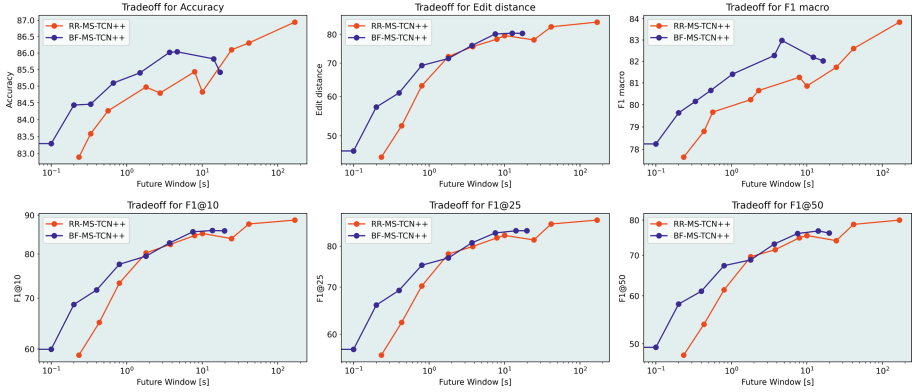 Tradeoff for Accuracy
RR-MS-TCN++
BF-MS-TCN++
87.0
86.5
86.0
85.5
85.0
84.5
84.0
83.5
83.0
Accuracy
10⁻¹ 10⁰ 10¹ 10²
Future Window [s]
Tradeoff for Edit distance
RR-MS-TCN++
BF-MS-TCN++
80
70
60
50
Edit distance
10⁻¹ 10⁰ 10¹ 10²
Future Window [s]
Tradeoff for F1 macro
RR-MS-TCN++
BF-MS-TCN++
84
83
82
81
80
79
78
F1 macro
10⁻¹ 10⁰ 10¹ 10²
Future Window [s]
Tradeoff for F1@10
RR-MS-TCN++
BF-MS-TCN++
90
80
70
60
F1@10
10⁻¹ 10⁰ 10¹ 10²
Future Window [s]
Tradeoff for F1@25
RR-MS-TCN++
BF-MS-TCN++
80
70
60
F1@25
10⁻¹ 10⁰ 10¹ 10²
Future Window [s]
Tradeoff for F1@50
RR-MS-TCN++
BF-MS-TCN++
80
70
60
50
F1@50
10⁻¹ 10⁰ 10¹ 10²
Future Window [s]